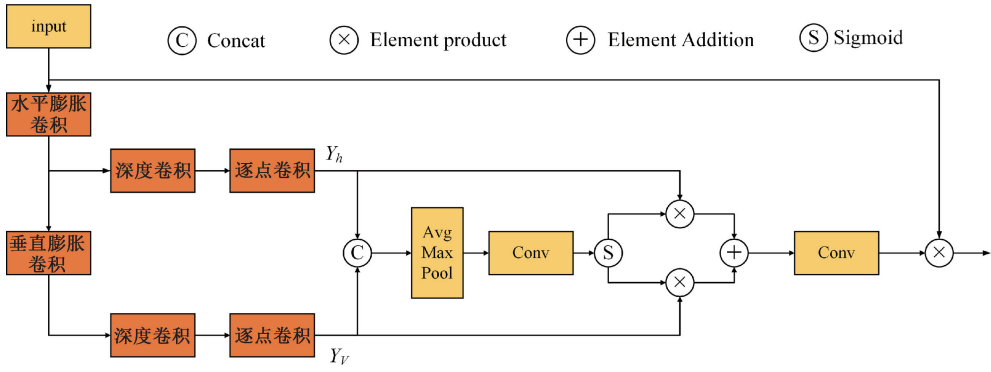 input
C Concat
× Element product
+ Element Addition
S Sigmoid
水平膨胀
卷积
深度卷积
逐点卷积
Y_h
×
垂直膨胀
卷积
C
Avg
Max
Pool
Conv
S
×
+
Conv
×
深度卷积
逐点卷积
Y_V